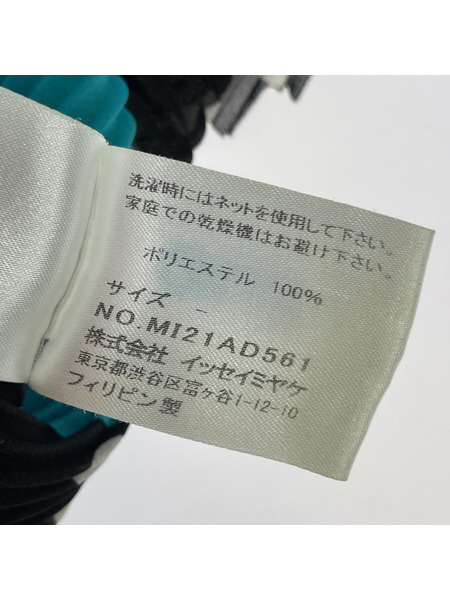 洗濯時にはネットを使用して下さい。
家庭での乾燥機はお避け下さい。
ポリエステル 100%
サイズ –
NO.MI21AD561
株式会社 イッセイミヤケ
東京都渋谷区富ヶ谷1-12-10
フィリピン製